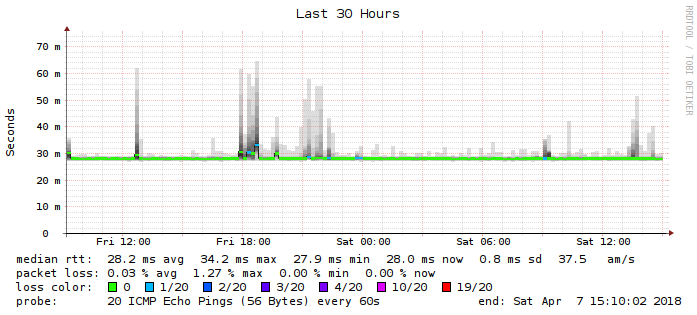 Last 30 Hours
RRDTOOL / TOBI OETIKER
Seconds
70 m
60 m
50 m
40 m
30 m
20 m
10 m
0
Fri 12:00 Fri 18:00 Sat 00:00 Sat 06:00 Sat 12:00
median rtt: 28.2 ms avg 34.2 ms max 27.9 ms min 28.0 ms now 0.8 ms sd 37.5 am/s
packet loss: 0.03 % avg 1.27 % max 0.00 % min 0.00 % now
loss color: 0 1/20 2/20 3/20 4/20 10/20 19/20
probe: 20 ICMP Echo Pings (56 Bytes) every 60s end: Sat Apr 7 15:10:02 2018